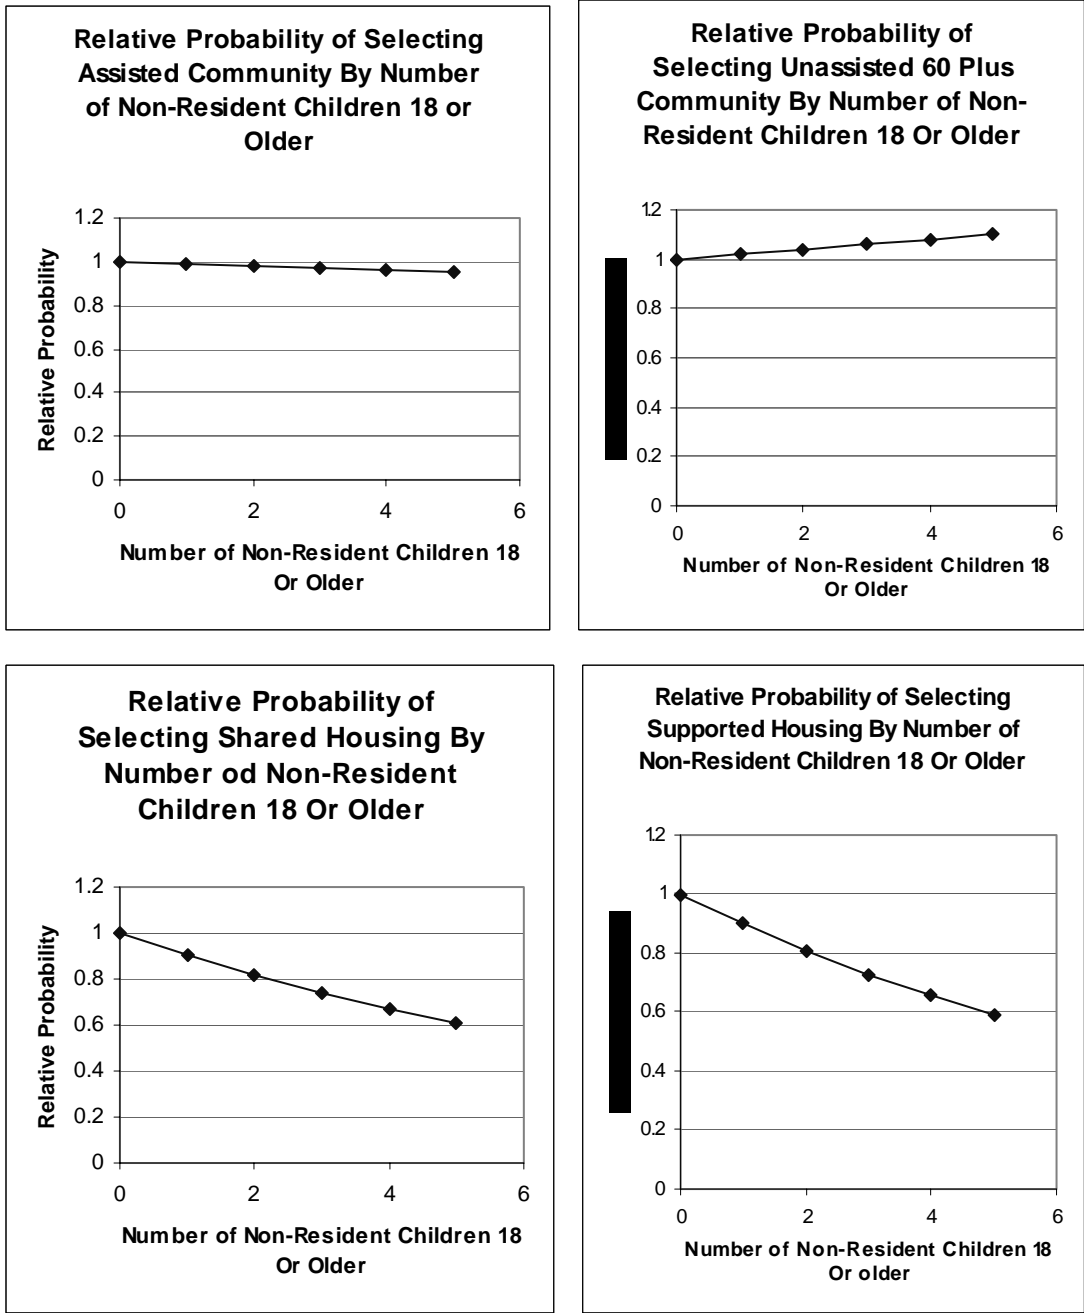 Relative Probability of Selecting
Assisted Community By Number
of Non-Resident Children 18 or
Older
1.2
1
0.8
0.6
0.4
0.2
0
Relative Probability
0 2 4 6
Number of Non-Resident Children 18
Or Older
Relative Probability of
Selecting Unassisted 60 Plus
Community By Number of Non-
Resident Children 18 Or Older
1.2
1
0.8
0.6
0.4
0.2
0
0 2 4 6
Number of Non-Resident Children 18
Or Older
Relative Probability of
Selecting Shared Housing By
Number od Non-Resident
Children 18 Or Older
1.2
1
0.8
0.6
0.4
0.2
0
Relative Probability
0 2 4 6
Number of Non-Resident Children 18
Or Older
Relative Probability of Selecting
Supported Housing By Number of
Non-Resident Children 18 Or Older
1.2
1
0.8
0.6
0.4
0.2
0
0 2 4 6
Number of Non-Resident Children 18
Or older